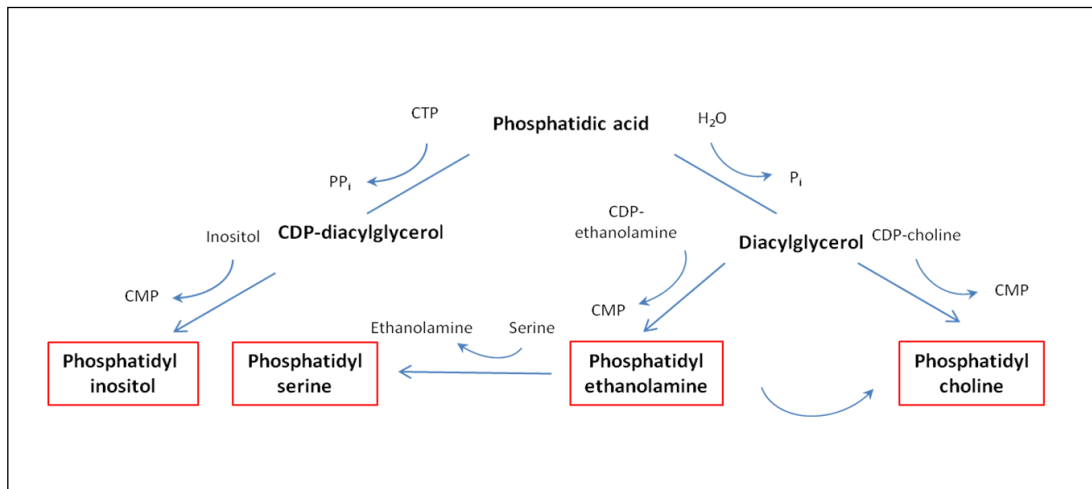 CTP
Phosphatidic acid
H₂O
PPᵢ
Pᵢ
CDP-
ethanolamine
Inositol
CDP-diacylglycerol
Diacylglycerol
CDP-choline
CMP
CMP
CMP
Ethanolamine
Serine
Phosphatidyl
inositol
Phosphatidyl
serine
Phosphatidyl
ethanolamine
Phosphatidyl
choline